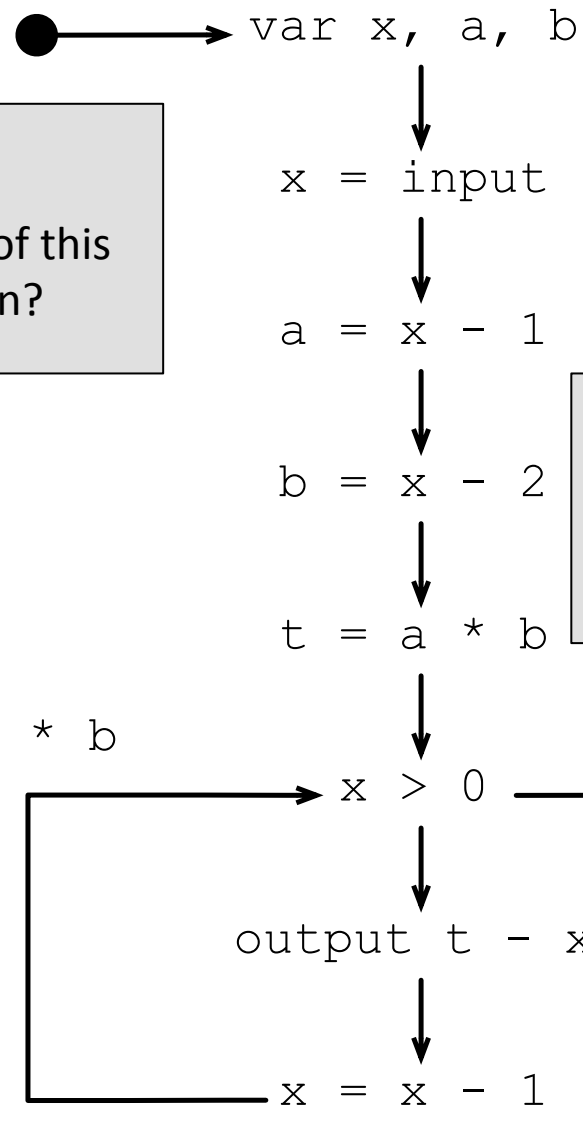 var x, a, b
x = input
of this
n?
a = x - 1
b = x - 2
t = a * b
* b
x > 0
output t - x
x = x - 1